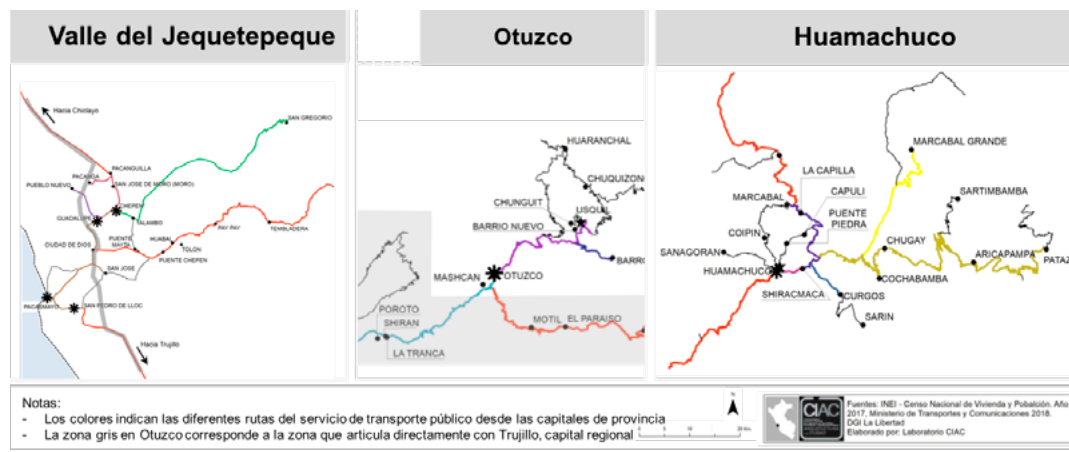 Valle del Jequetepeque
Otuzco
Huamachuco
Hacia Chiclayo
SAN GREGORIO
PACANGUILLA
PACANGA
PUEBLO NUEVO
SAN JOSE DE MORO (MORO)
CHEPEN
GUADALUPE
TALAMBO
CIUDAD DE DIOS
PUENTE
MAYTA
HUABAL
TOLON
TEMBLADERA
PUENTE CHEFEN
SAN JOSE
PACASMAYO
SAN PEDRO DE LLOC
Hacia Trujillo
HUARANCHAL
CHUQUIZON
CHUNGUIT
USQUIL
BARRIO NUEVO
BARRO
MASHCAN
OTUZCO
POROTO
SHIRAN
MOTIL
EL PARAISO
LA TRANCA
MARCABAL GRANDE
LA CAPILLA
CAPULI
SARTIMBAMBA
MARCABAL
PUENTE
PIEDRA
COIPIN
CHUGAY
SANAGORAN
ARICAPAMPA
PATAZ
HUAMACHUCO
COCHABAMBA
SHIRACMACA
CURGOS
SARIN
Notas:
- Los colores indican las diferentes rutas del servicio de transporte público desde las capitales de provincia
- La zona gris en Otuzco corresponde a la zona que articula directamente con Trujillo, capital regional
N
CIAC
Fuentes: INEI - Censo Nacional de Vivienda y Pobalción. Año
2017, Ministerio de Transportes y Comunicaciones 2018.
DGI La Libertad
Elaborado por: Laboratorio CIAC